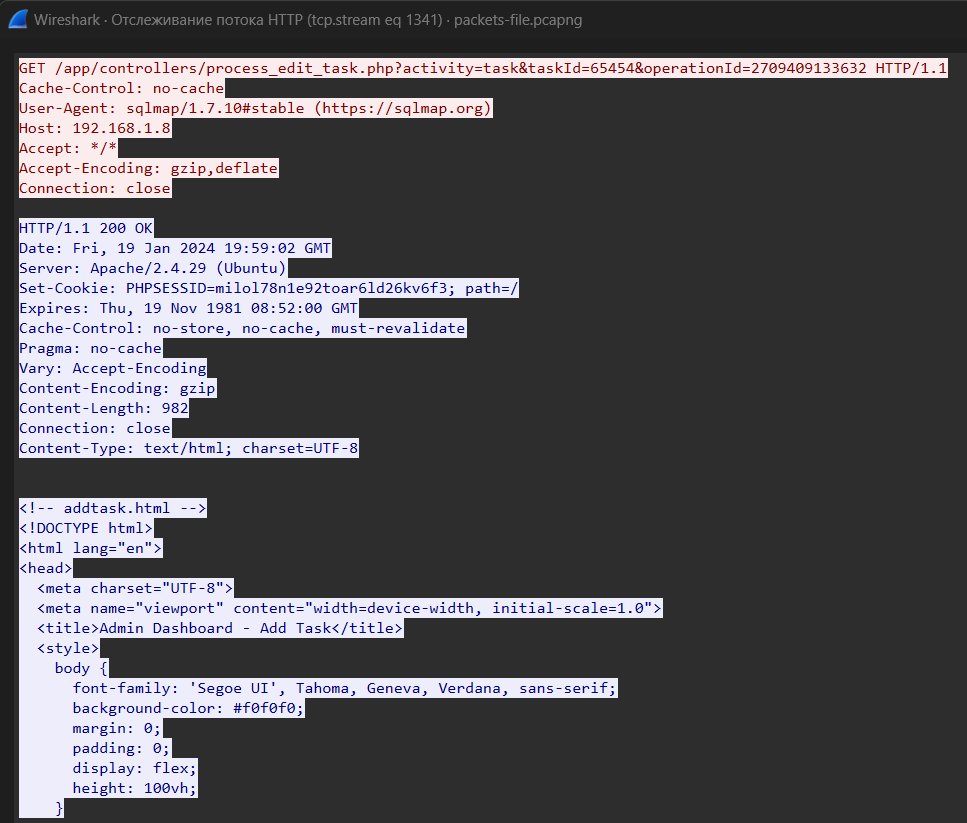 Wireshark · Отслеживание потока HTTP (tcp.stream eq 1341) · packets-file.pcapng
GET /app/controllers/process_edit_task.php?activity=task&taskId=65454&operationId=2709409133632 HTTP/1.1
Cache-Control: no-cache
User-Agent: sqlmap/1.7.10#stable (https://sqlmap.org)
Host: 192.168.1.8
Accept: */*
Accept-Encoding: gzip,deflate
Connection: close
HTTP/1.1 200 OK
Date: Fri, 19 Jan 2024 19:59:02 GMT
Server: Apache/2.4.29 (Ubuntu)
Set-Cookie: PHPSESSID=milol78n1e92toar6ld26kv6f3; path=/
Expires: Thu, 19 Nov 1981 08:52:00 GMT
Cache-Control: no-store, no-cache, must-revalidate
Pragma: no-cache
Vary: Accept-Encoding
Content-Encoding: gzip
Content-Length: 982
Connection: close
Content-Type: text/html; charset=UTF-8
<!-- addtask.html -->
<!DOCTYPE html>
<html lang="en">
<head>
  <meta charset="UTF-8">
  <meta name="viewport" content="width=device-width, initial-scale=1.0">
  <title>Admin Dashboard - Add Task</title>
  <style>
    body {
      font-family: 'Segoe UI', Tahoma, Geneva, Verdana, sans-serif;
      background-color: #f0f0f0;
      margin: 0;
      padding: 0;
      display: flex;
      height: 100vh;
    }